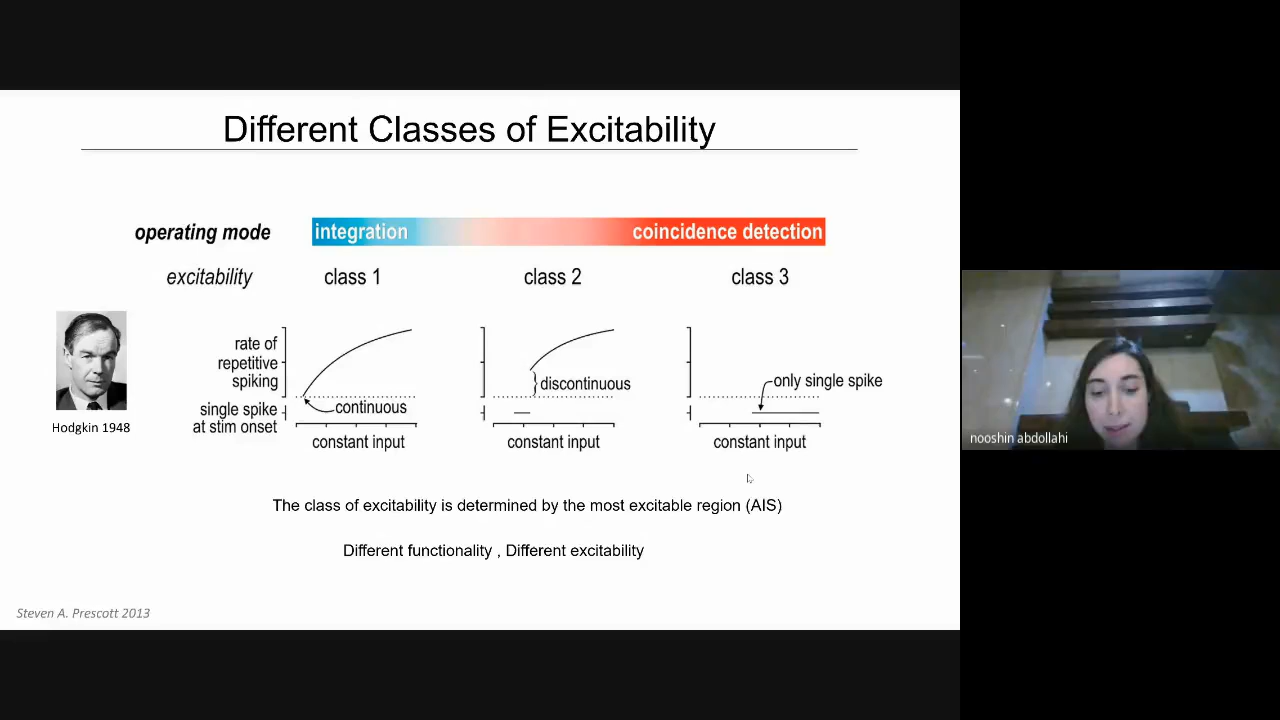 Different Classes of Excitability
operating mode
integration
coincidence detection
excitability
class 1
class 2
class 3
rate of
repetitive
spiking
single spike
at stim onset
continuous
constant input
discontinuous
constant input
only single spike
constant input
Hodgkin 1948
The class of excitability is determined by the most excitable region (AIS)
Different functionality , Different excitability
Steven A. Prescott 2013
nooshin abdollahi